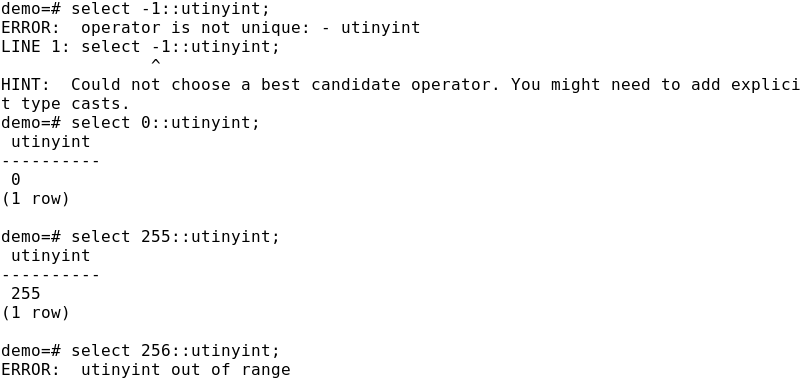 demo=# select -1::utinyint;
ERROR:  operator is not unique: - utinyint
LINE 1: select -1::utinyint;
               ^
HINT:  Could not choose a best candidate operator. You might need to add explici
t type casts.
demo=# select 0::utinyint;
 utinyint
----------
 0
(1 row)

demo=# select 255::utinyint;
 utinyint
----------
 255
(1 row)

demo=# select 256::utinyint;
ERROR:  utinyint out of range